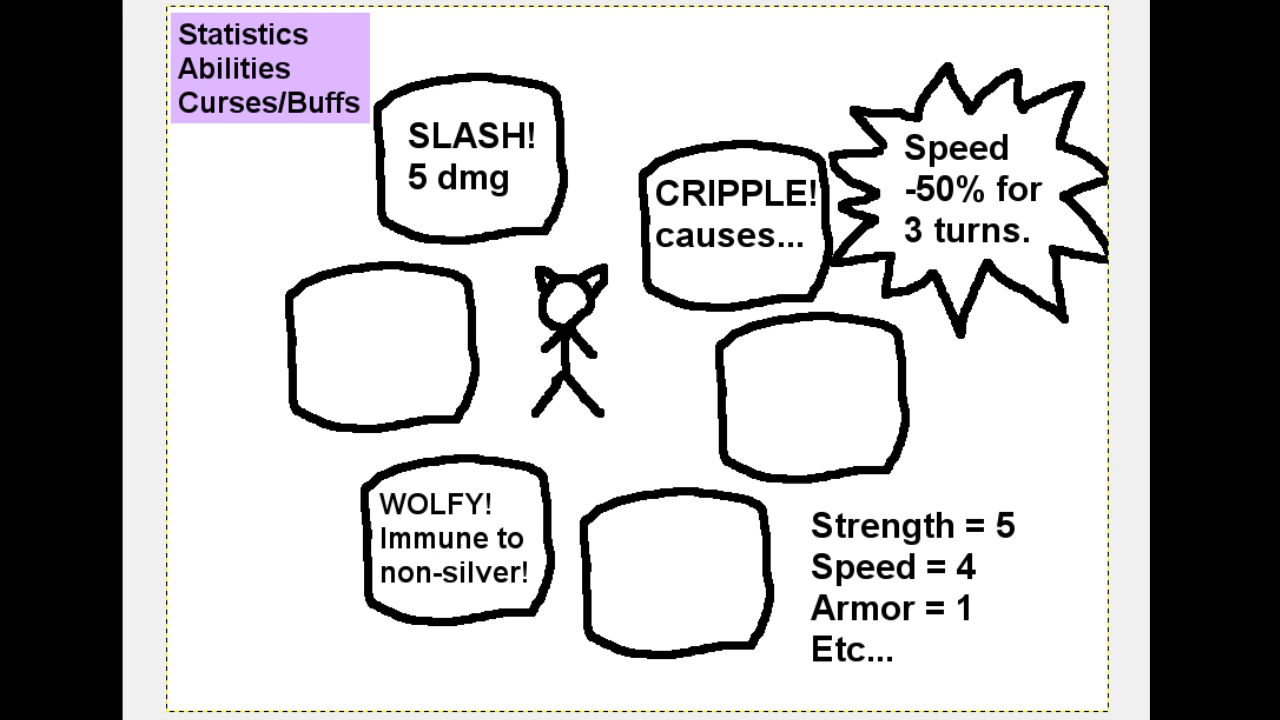 Statistics
Abilities
Curses/Buffs
SLASH!
5 dmg
CRIPPLE!
causes...
Speed
-50% for
3 turns.
WOLFY!
Immune to
non-silver!
Strength = 5
Speed = 4
Armor = 1
Etc...